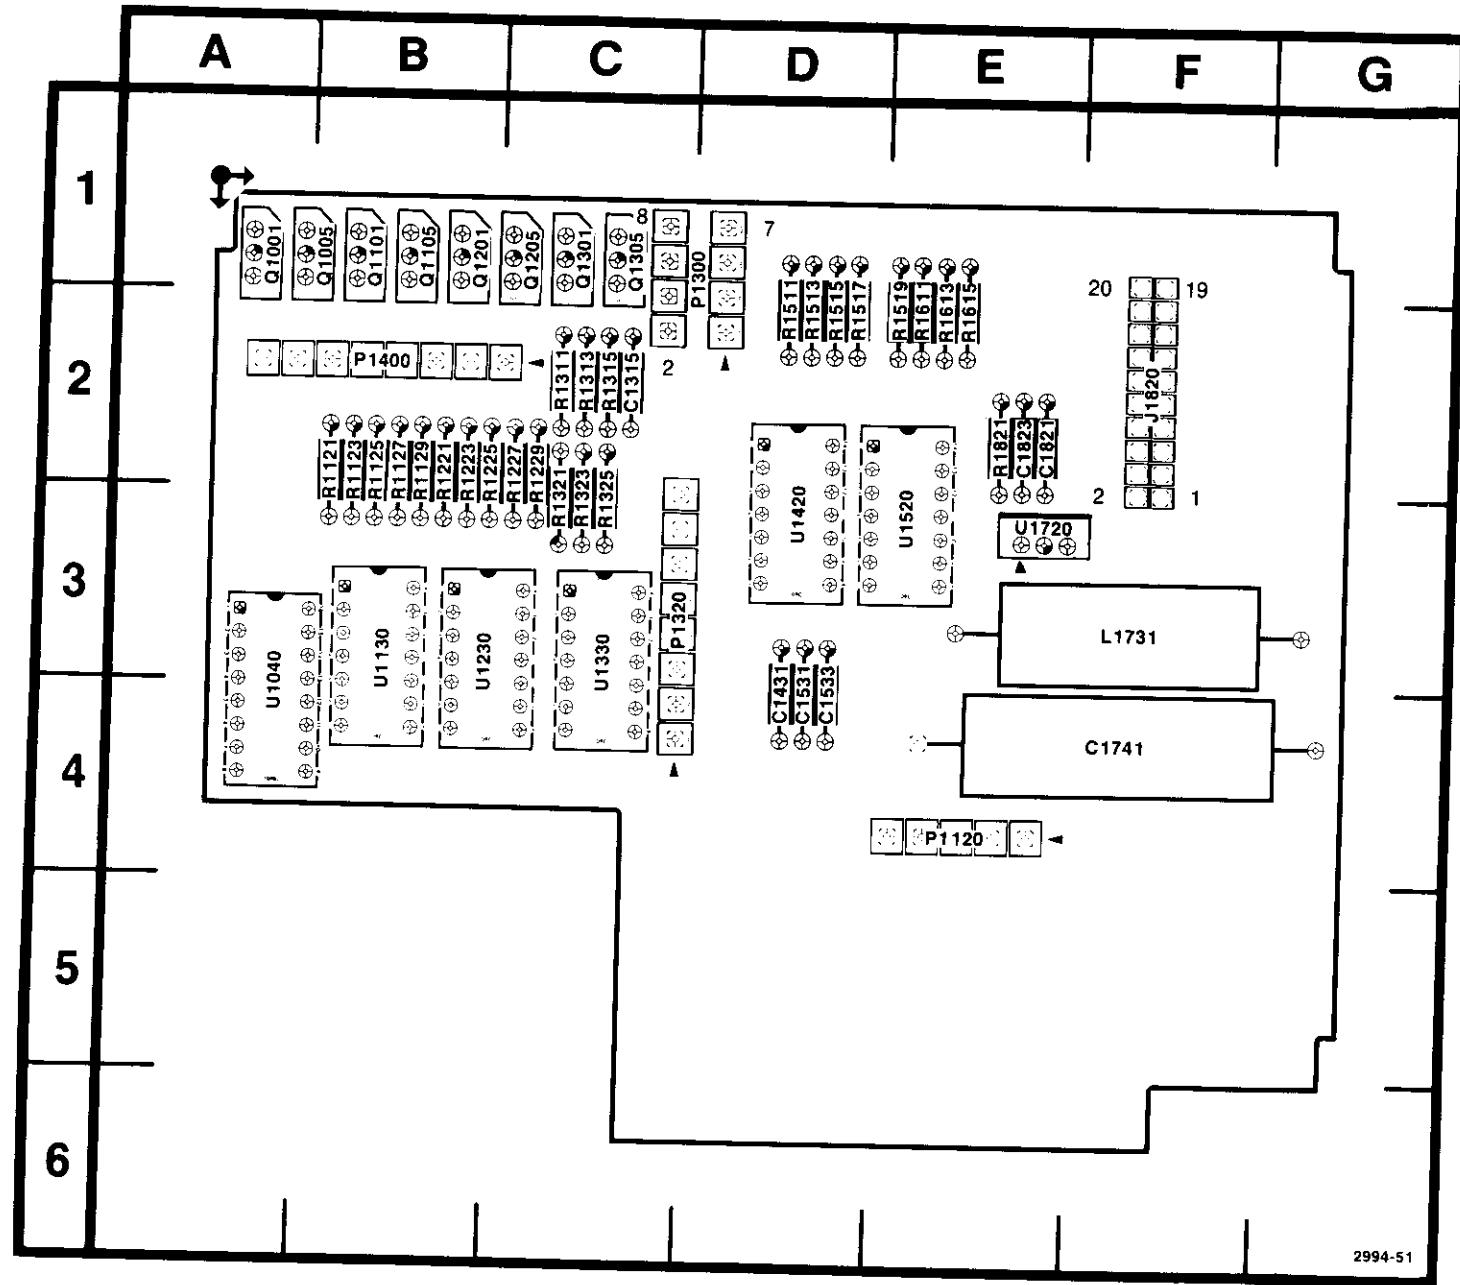 A B C D E F G
1
Q1001 Q1005 Q1101 Q1105 Q1201 Q1205 Q1301 Q1305 8 P1300 7
R1511 R1513 R1515 R1517 R1519 R1611 R1613 R1615
20 19
2
P1400
R1311 R1313 R1315 C1315
2
J1820
R1121 R1123 R1125 R1127 R1129 R1221 R1223 R1225 R1227 R1229
R1321 R1323 R1325
R1821 C1823 C1821
2 1
U1420 U1520
U1720
3
P1320
L1731
U1040 U1130 U1230 U1330
C1431 C1531 C1533
4
C1741
P1120
5
6
2994-51